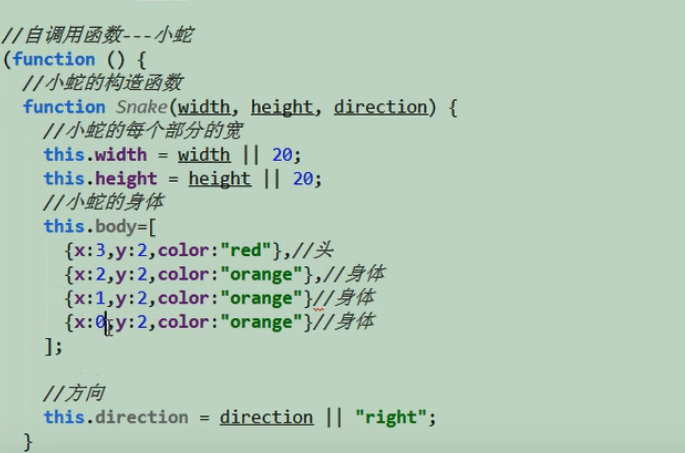 //自调用函数---小蛇
(function () {
//小蛇的构造函数
function Snake(width, height, direction) {
//小蛇的每个部分的宽
this.width = width || 20;
this.height = height || 20;
//小蛇的身体
this.body=[
{x:3,y:2,color:"red"},//头
{x:2,y:2,color:"orange"},//身体
{x:1,y:2,color:"orange"}//身体
{x:0,y:2,color:"orange"}//身体
];
//方向
this.direction = direction || "right";
}